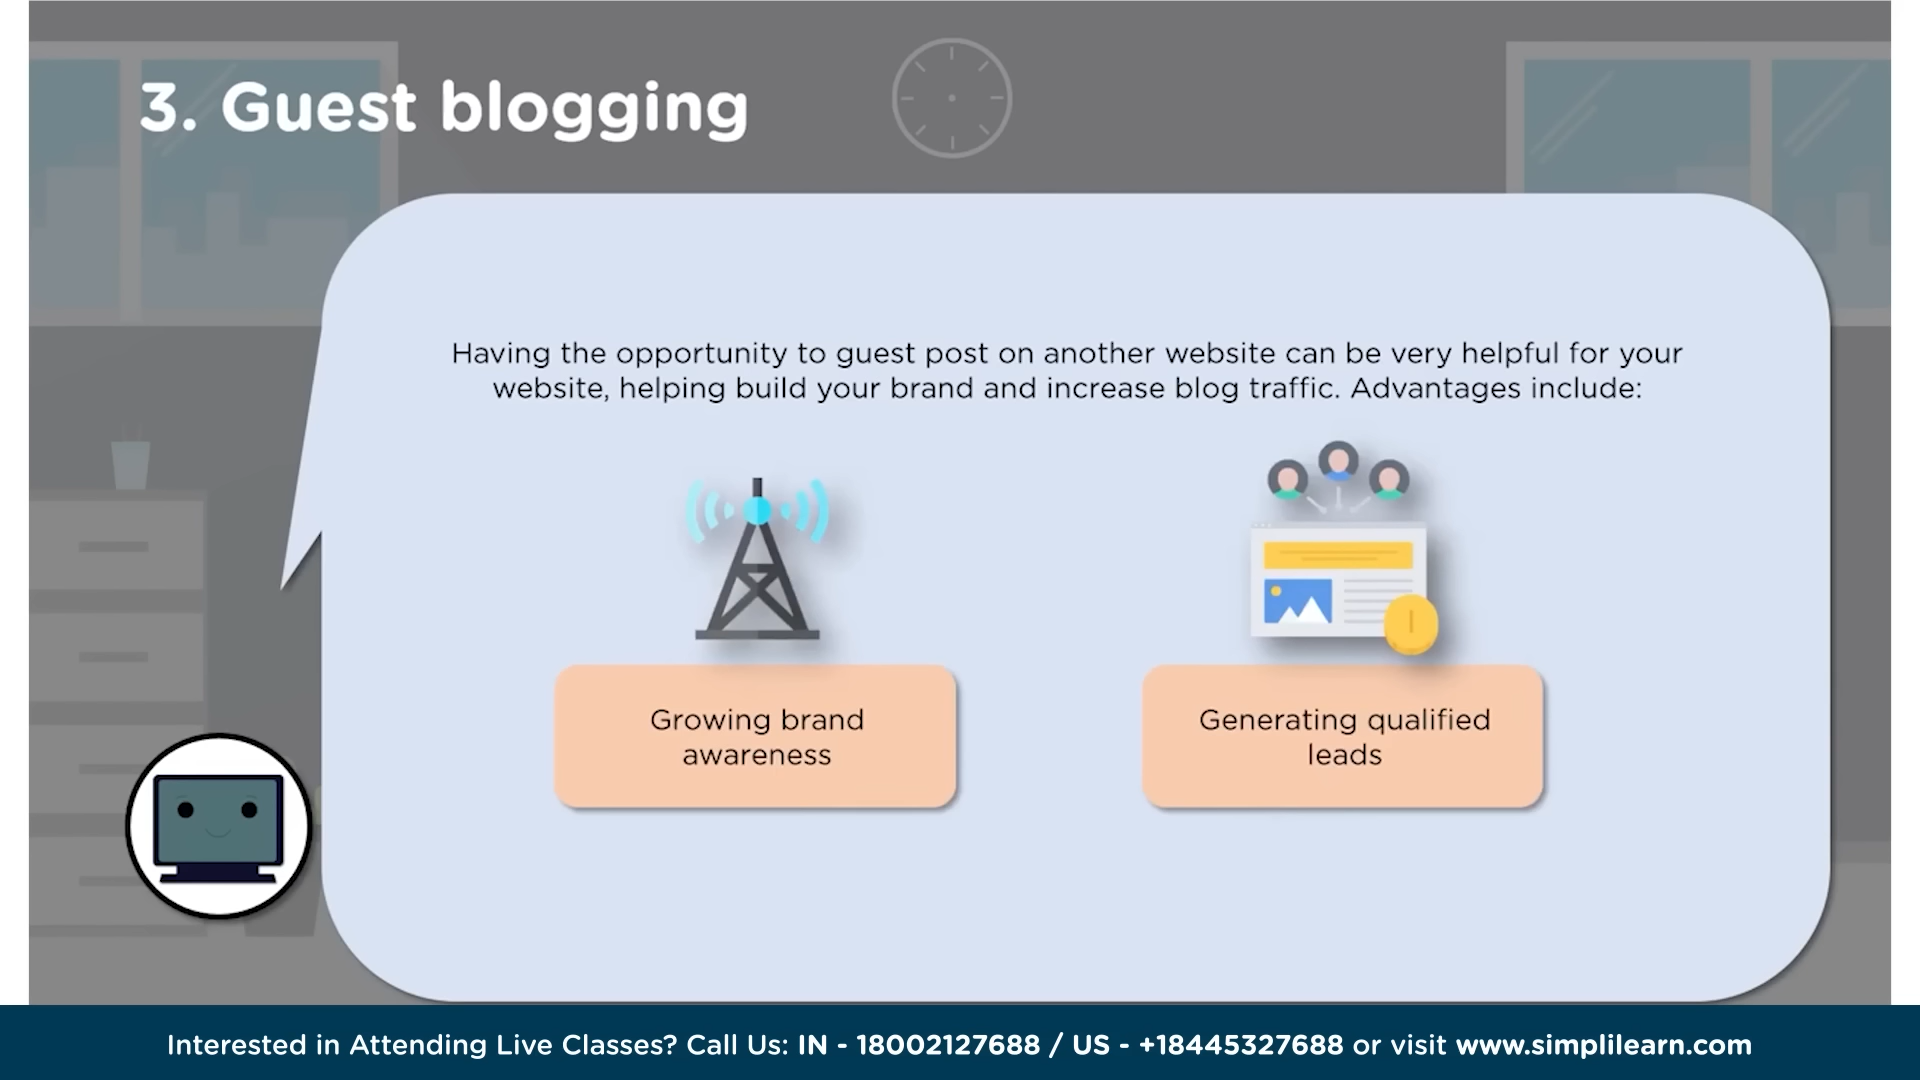 3. Guest blogging
Having the opportunity to guest post on another website can be very helpful for your
website, helping build your brand and increase blog traffic. Advantages include:
Growing brand
awareness
Generating qualified
leads
Interested in Attending Live Classes? Call Us: IN - 18002127688 / US - +18445327688 or visit www.simplilearn.com